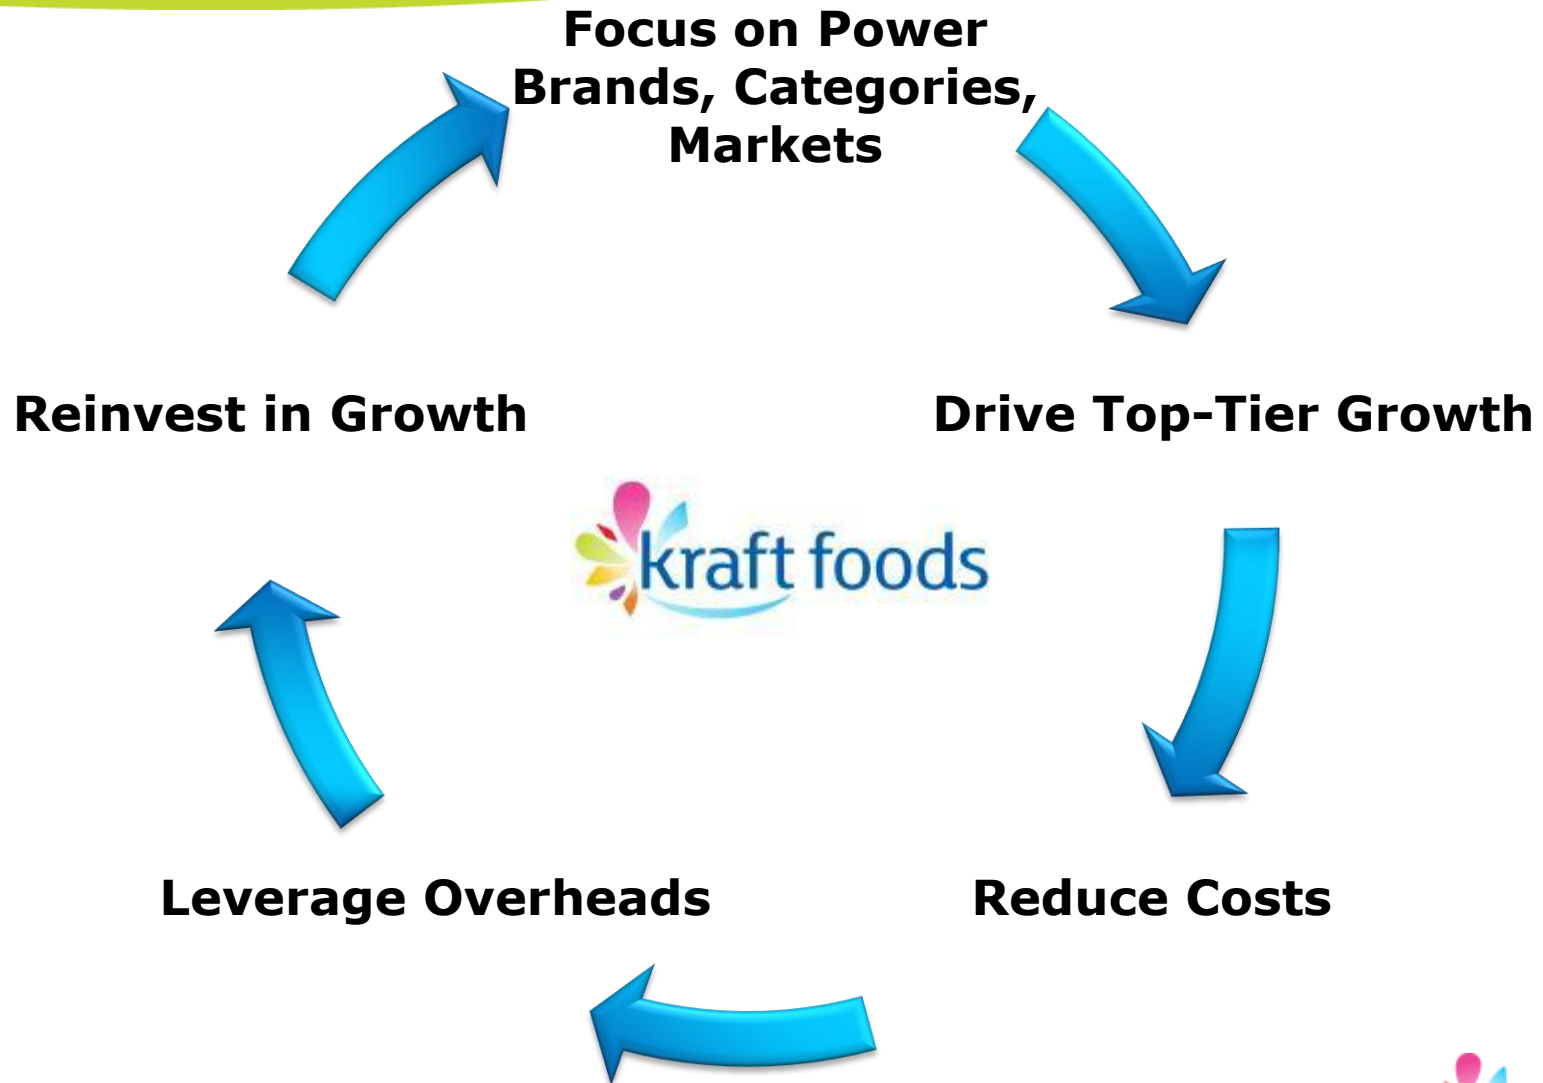 Focus on Power
Brands, Categories,
Markets
Reinvest in Growth
Drive Top-Tier Growth
kraft foods
Leverage Overheads
Reduce Costs